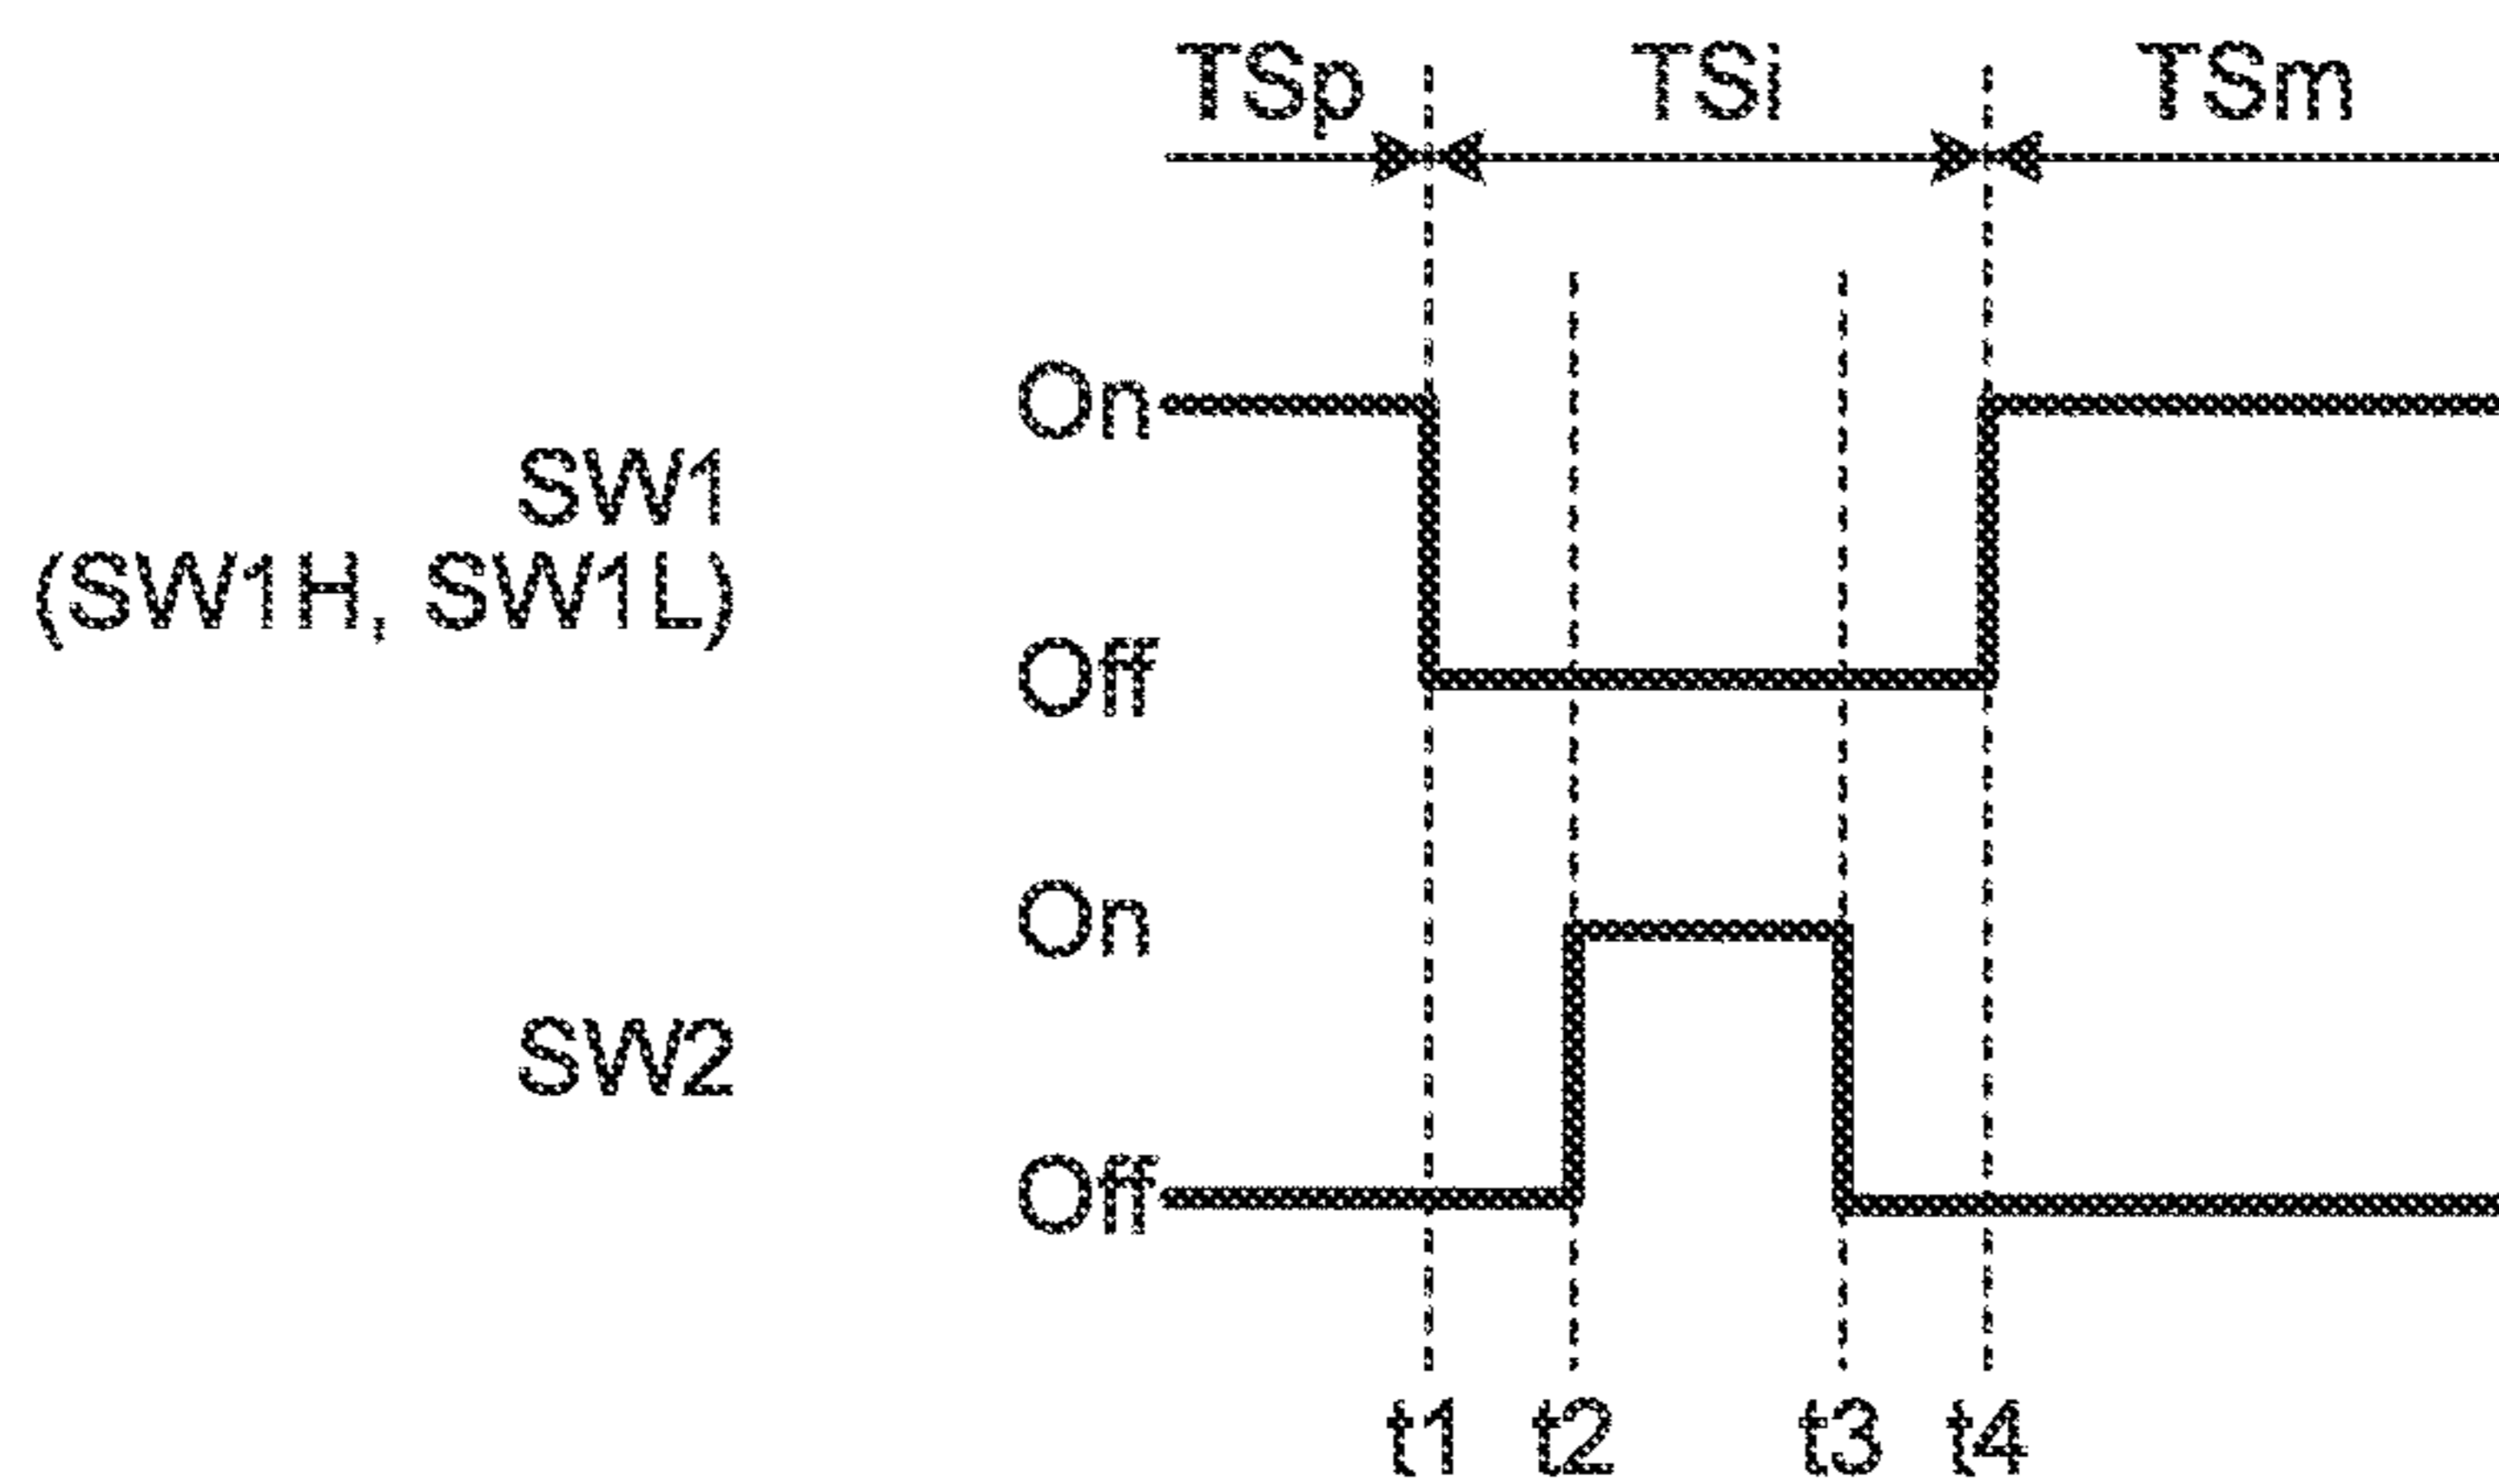 TSp TSi TSm
On
SW1
(SW1H, SW1L)
Off
On
SW2
Off
t1 t2 t3 t4